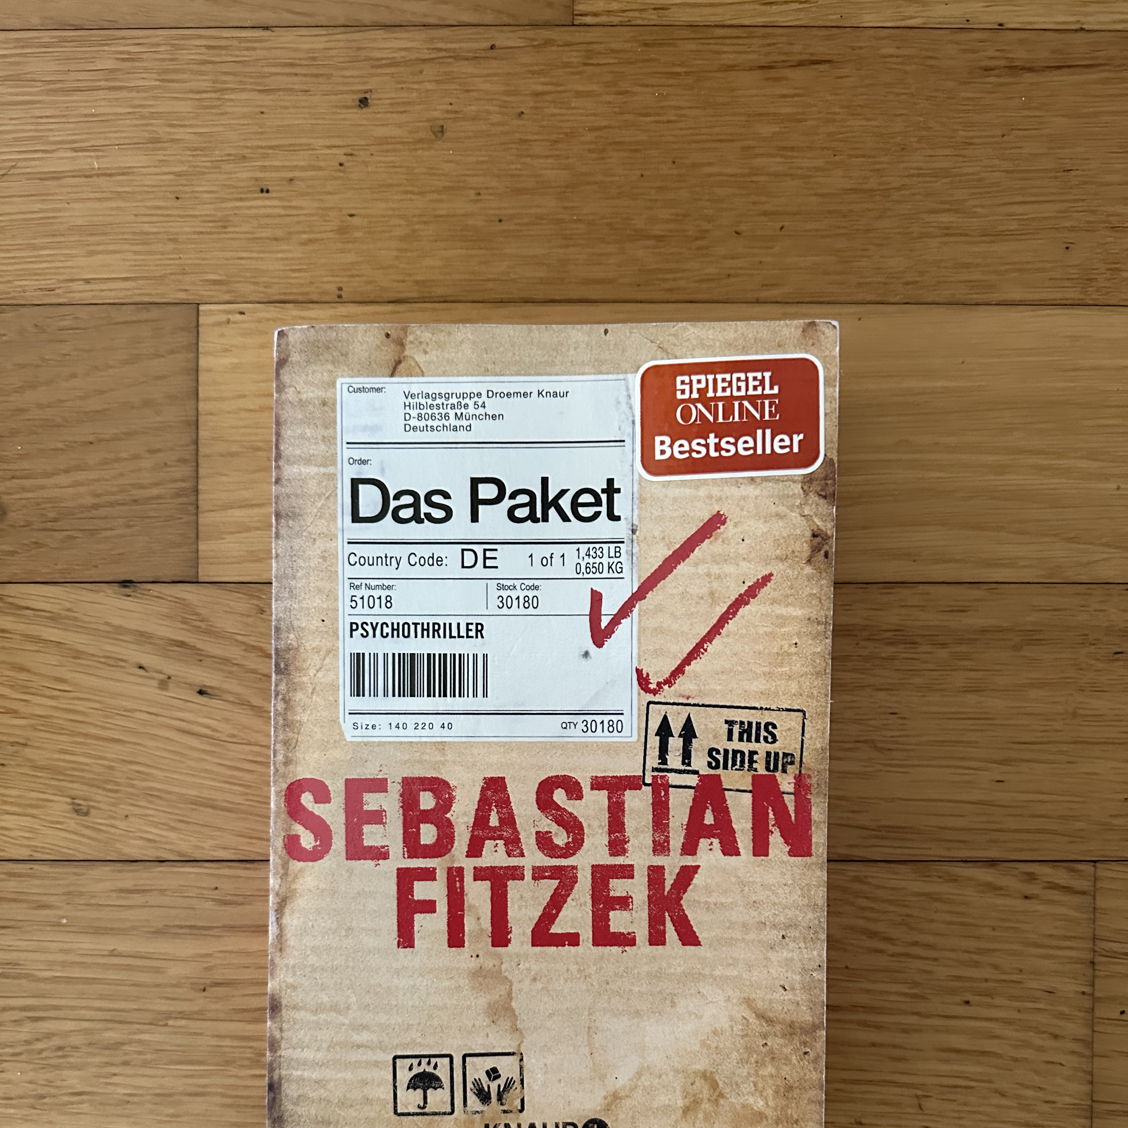 Customer:
Verlagsgruppe Droemer Knaur
Hilblestraße 54
D-80636 München
Deutschland
SPIEGEL
ONLINE
Bestseller
Order:
Das Paket
Country Code: DE 1 of 1 1,433 LB
0,650 KG
Ref Number: Stock Code:
51018 30180
PSYCHOTHRILLER
Size: 140 220 40 QTY 30180
THIS
SIDE UP
SEBASTIAN
FITZEK
KNAUR